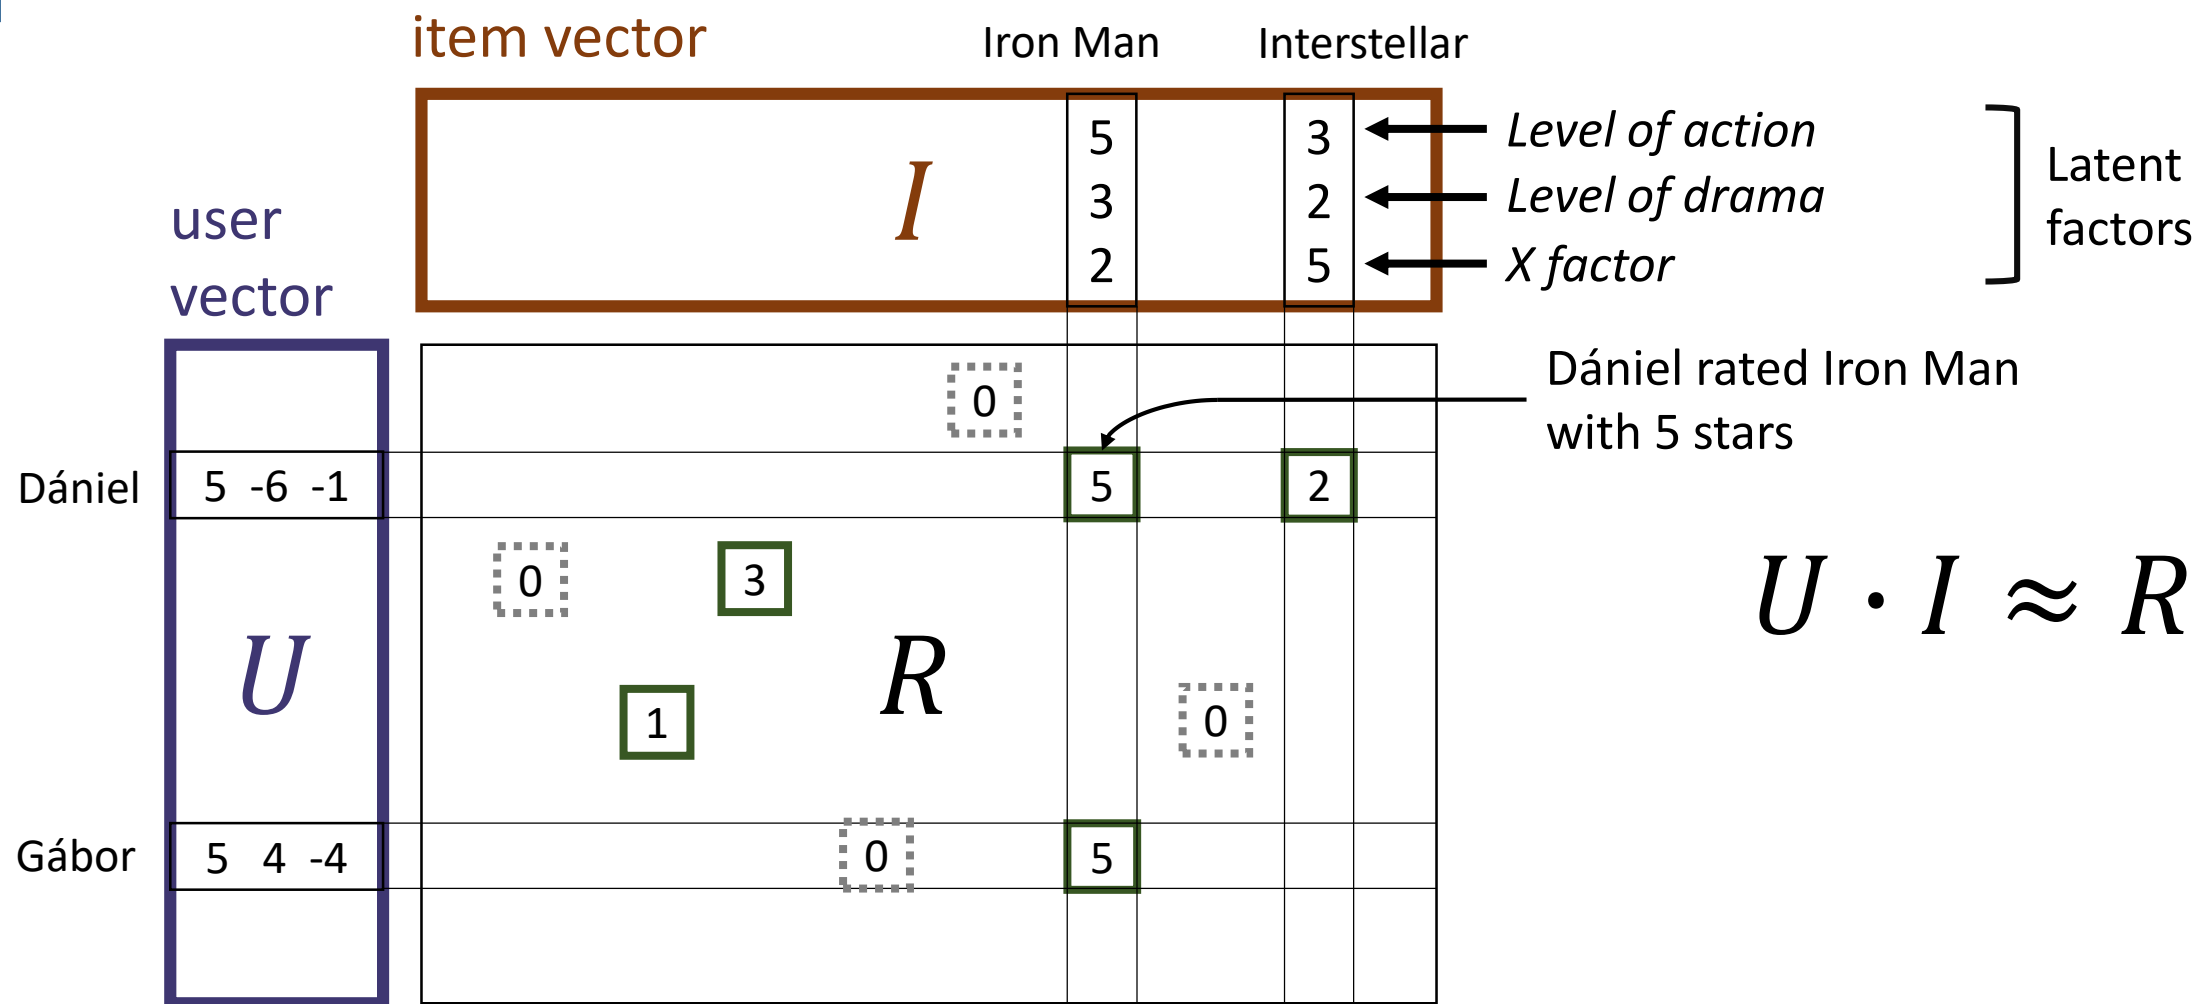 item vector
Iron Man
Interstellar
I
5
3
2
3
2
5
Level of action
Level of drama
X factor
Latent
factors
user
vector
0
Dániel rated Iron Man
with 5 stars
Dániel
5 -6 -1
5
2
0
3
U · I ≈ R
U
R
1
0
Gábor
5 4 -4
0
5